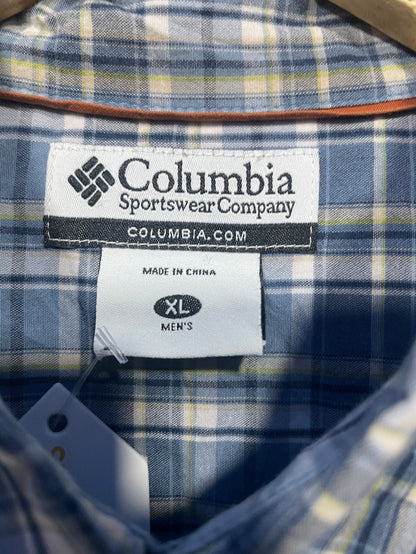 Columbia
Sportswear Company
COLUMBIA.COM
MADE IN CHINA
XL
MEN'S